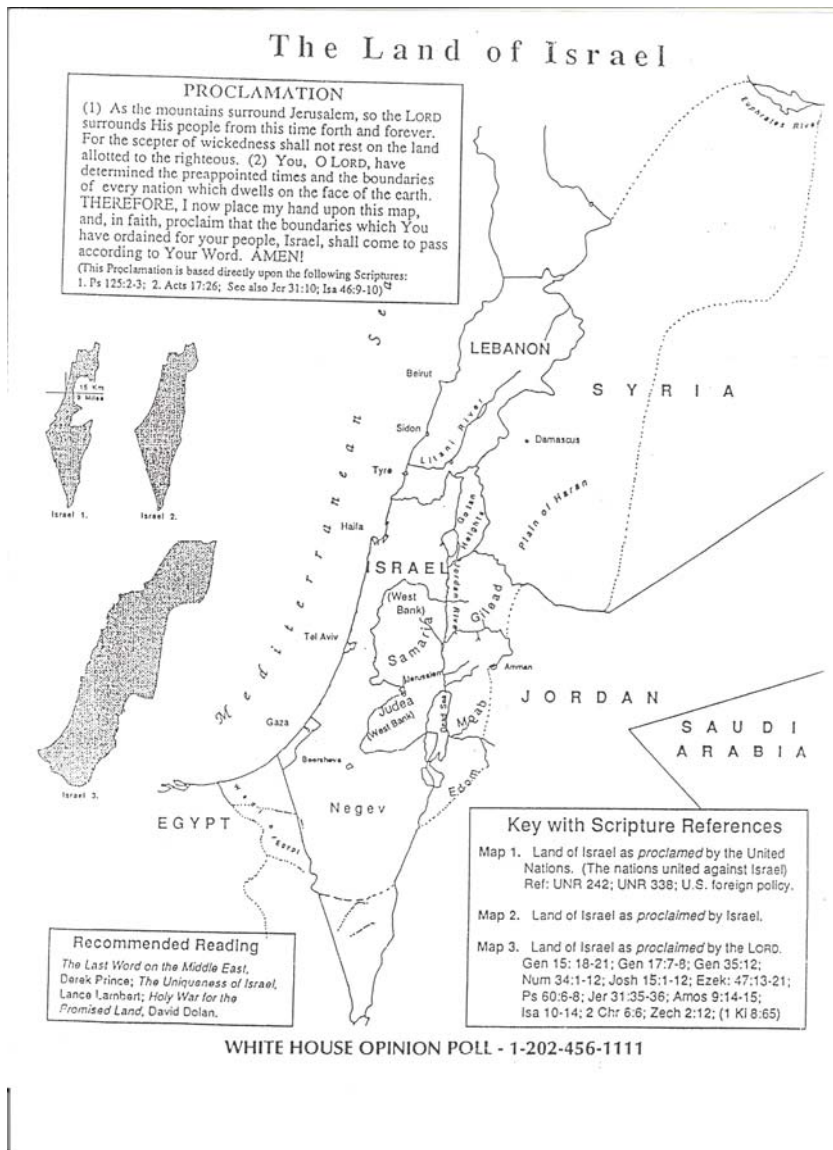 The Land of Israel
PROCLAMATION
(1) As the mountains surround Jerusalem, so the LORD
surrounds His people from this time forth and forever.
For the scepter of wickedness shall not rest on the land
allotted to the righteous. (2) You, O LORD, have
determined the preappointed times and the boundaries
of every nation which dwells on the face of the earth.
THEREFORE, I now place my hand upon this map,
and, in faith, proclaim that the boundaries which You
have ordained for your people, Israel, shall come to pass
according to Your Word. AMEN!
(This Proclamation is based directly upon the following Scriptures:
1. Ps 125:2-3; 2. Acts 17:26; See also Jer 31:10; Isa 46:9-10)
Euphrates River
Mediterranean Sea
LEBANON
Beirut
SYRIA
15 Km
9 Miles
Sidon
Litani River
Damascus
Tyre
Israel 1.
Israel 2.
Golan
Heights
Plain of Haran
Haifa
ISRAEL
Jordan River
(West
Bank)
Gilead
Samaria
Tel Aviv
Jerusalem
Amman
JORDAN
Judea
(West Bank)
Dead Sea
Moab
SAUDI
ARABIA
Gaza
Beersheva
Edom
Israel 3.
Negev
EGYPT
of EGYPT
Key with Scripture References
Map 1. Land of Israel as proclamed by the United
Nations. (The nations united against Israel)
Ref: UNR 242; UNR 338; U.S. foreign policy.
Map 2. Land of Israel as proclaimed by Israel.
Map 3. Land of Israel as proclaimed by the LORD.
Gen 15: 18-21; Gen 17:7-8; Gen 35:12;
Num 34:1-12; Josh 15:1-12; Ezek: 47:13-21;
Ps 60:6-8; Jer 31:35-36; Amos 9:14-15;
Isa 10-14; 2 Chr 6:6; Zech 2:12; (1 Ki 8:65)
Recommended Reading
The Last Word on the Middle East,
Derek Prince; The Uniqueness of Israel,
Lance Lambert; Holy War for the
Promised Land, David Dolan.
WHITE HOUSE OPINION POLL - 1-202-456-1111